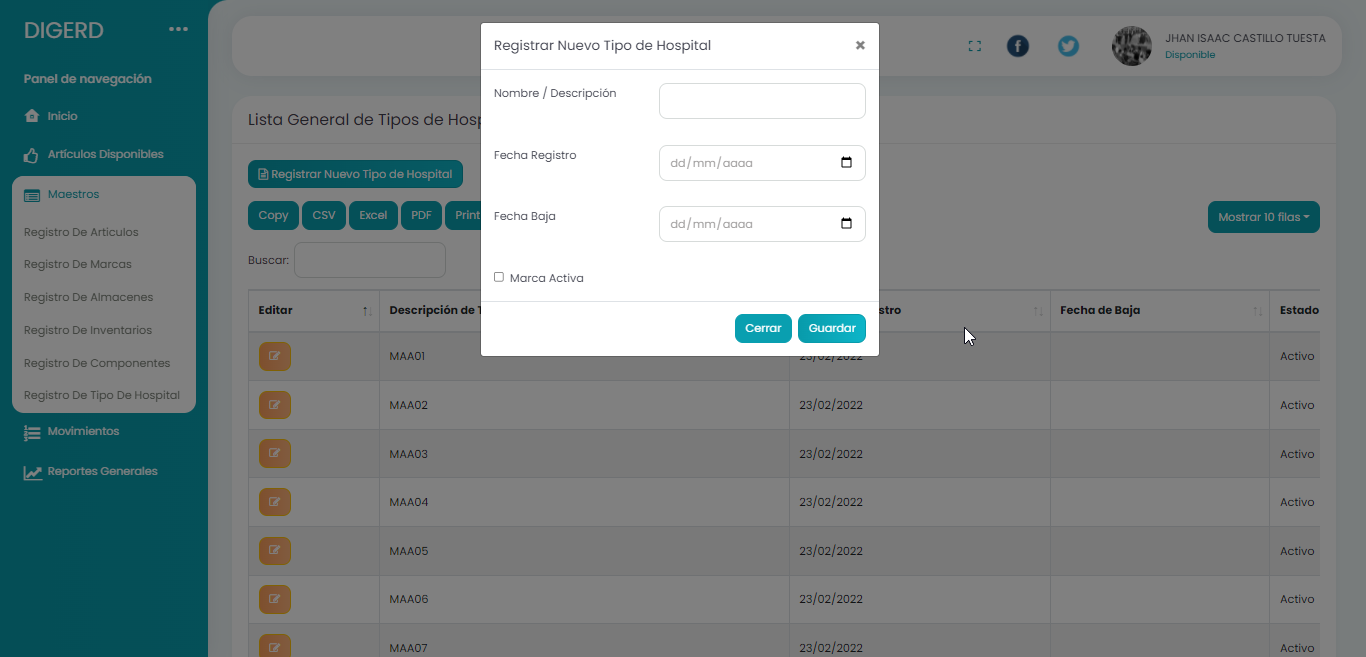 DIGERD
Panel de navegación
Inicio
Artículos Disponibles
Maestros
Registro De Articulos
Registro De Marcas
Registro De Almacenes
Registro De Inventarios
Registro De Componentes
Registro De Tipo De Hospital
Movimientos
Reportes Generales
JHAN ISAAC CASTILLO TUESTA
Disponible
Lista General de Tipos de Hosp
Registrar Nuevo Tipo de Hospital
Copy CSV Excel PDF Print
Mostrar 10 filas
Buscar:
Registrar Nuevo Tipo de Hospital ×
Nombre / Descripción
Fecha Registro dd/mm/aaaa
Fecha Baja dd/mm/aaaa
Marca Activa
Cerrar Guardar
Editar Descripción de T stro Fecha de Baja Estado
MAA01 23/02/2022 Activo
MAA02 23/02/2022 Activo
MAA03 23/02/2022 Activo
MAA04 23/02/2022 Activo
MAA05 23/02/2022 Activo
MAA06 23/02/2022 Activo
MAA07 23/02/2022 Activo